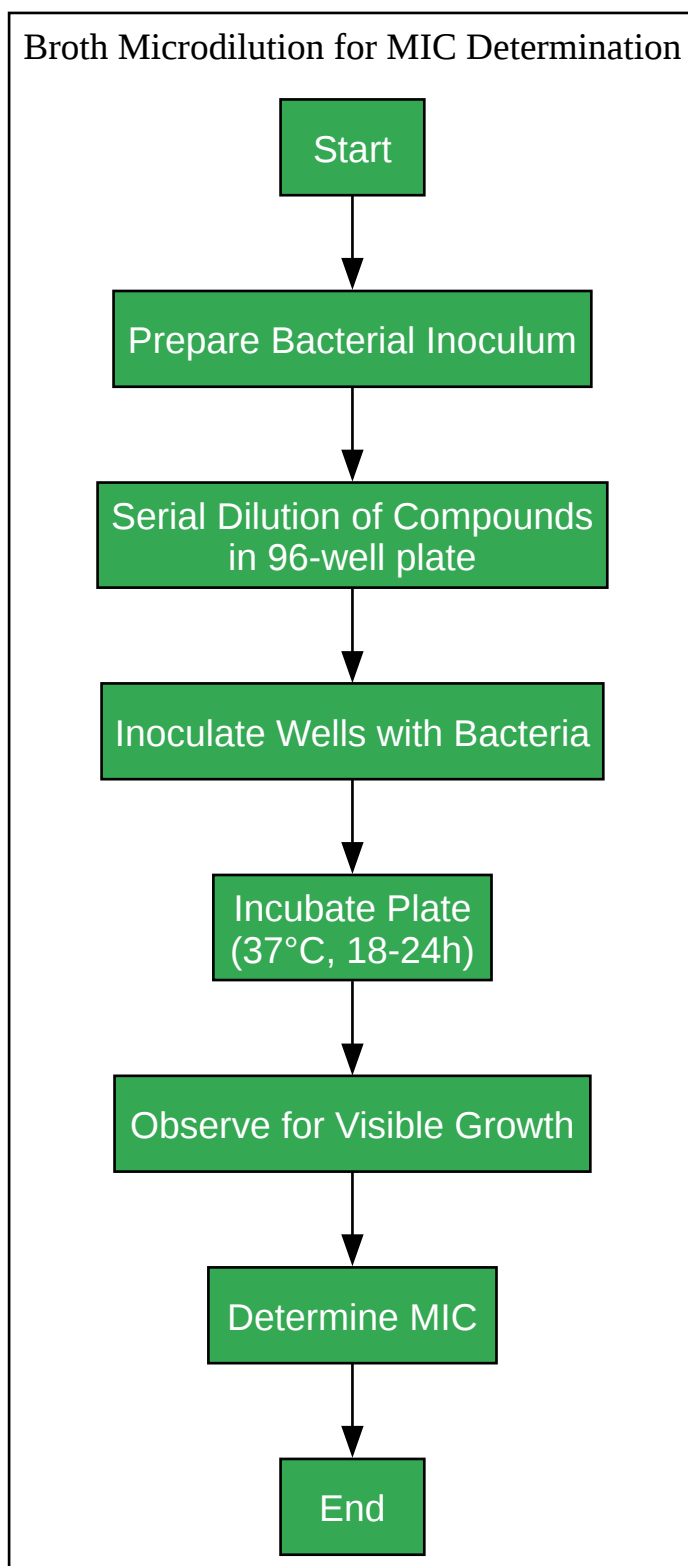 Broth Microdilution for MIC Determination
Start
Prepare Bacterial Inoculum
Serial Dilution of Compounds
in 96-well plate
Inoculate Wells with Bacteria
Incubate Plate
(37°C, 18-24h)
Observe for Visible Growth
Determine MIC
End